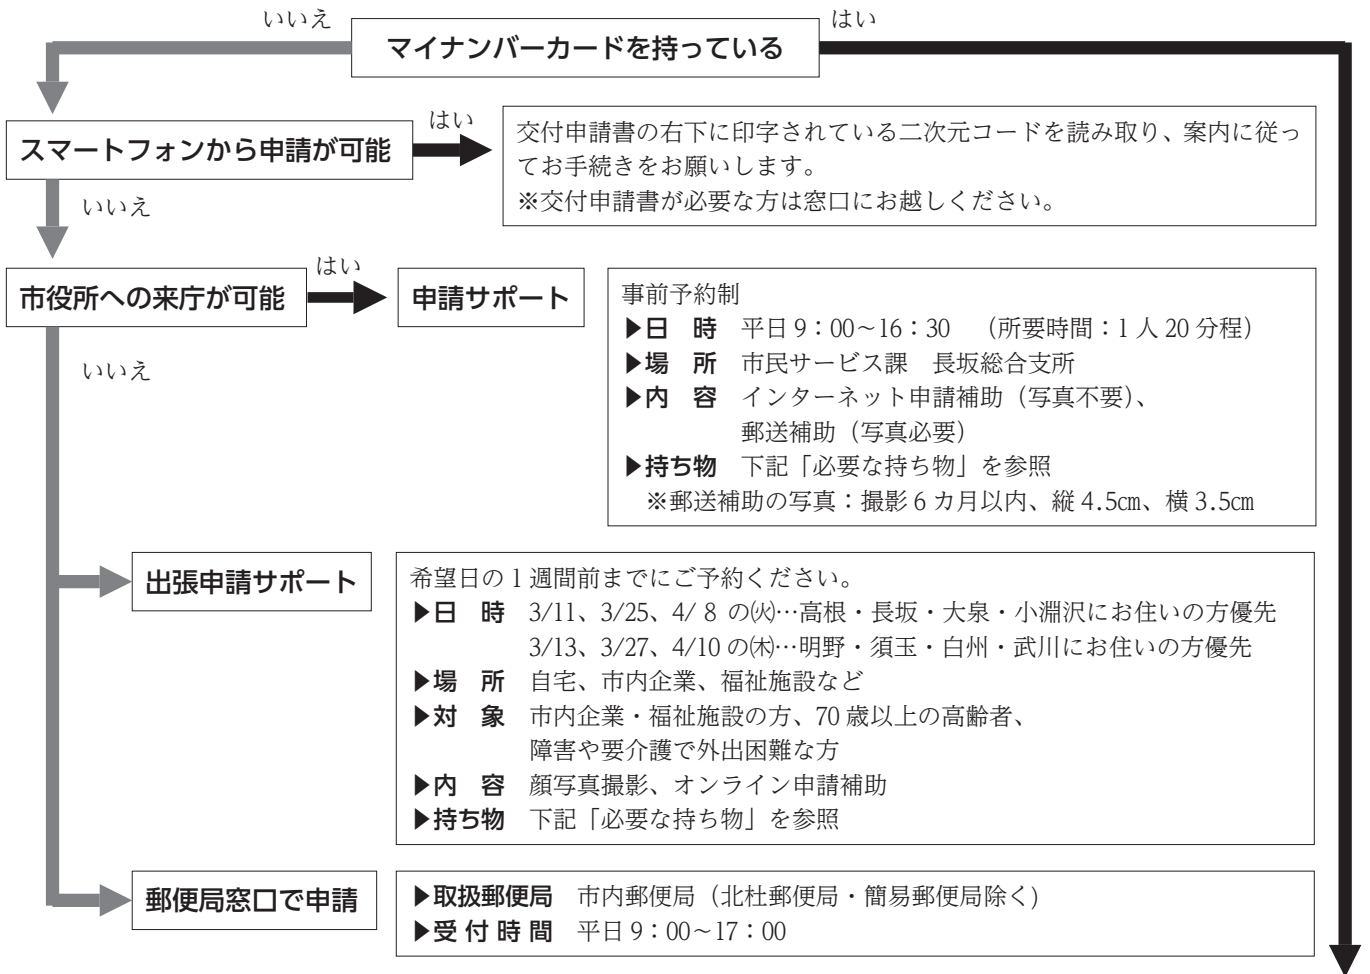 いいえ
はい
マイナンバーカードを持っている
はい
スマートフォンから申請が可能
交付申請書の右下に印字されている二次元コードを読み取り、案内に従っ
てお手続きをお願いします。
※交付申請書が必要な方は窓口にお越しください。
いいえ
はい
市役所への来庁が可能
申請サポート
事前予約制
▶日　時　平日 9：00～16：30　（所要時間：1 人 20 分程）
▶場　所　市民サービス課　長坂総合支所
▶内　容　インターネット申請補助（写真不要）、
郵送補助（写真必要）
▶持ち物　下記「必要な持ち物」を参照
※郵送補助の写真：撮影 6 カ月以内、縦 4.5㎝、横 3.5㎝
いいえ
出張申請サポート
希望日の 1 週間前までにご予約ください。
▶日　時　3/11、3/25、4/ 8 の㈫…高根・長坂・大泉・小淵沢にお住いの方優先
3/13、3/27、4/10 の㈭…明野・須玉・白州・武川にお住いの方優先
▶場　所　自宅、市内企業、福祉施設など
▶対　象　市内企業・福祉施設の方、70 歳以上の高齢者、
障害や要介護で外出困難な方
▶内　容　顔写真撮影、オンライン申請補助
▶持ち物　下記「必要な持ち物」を参照
郵便局窓口で申請
▶取扱郵便局　市内郵便局（北杜郵便局・簡易郵便局除く)
▶受 付 時 間　平日 9：00～17：00